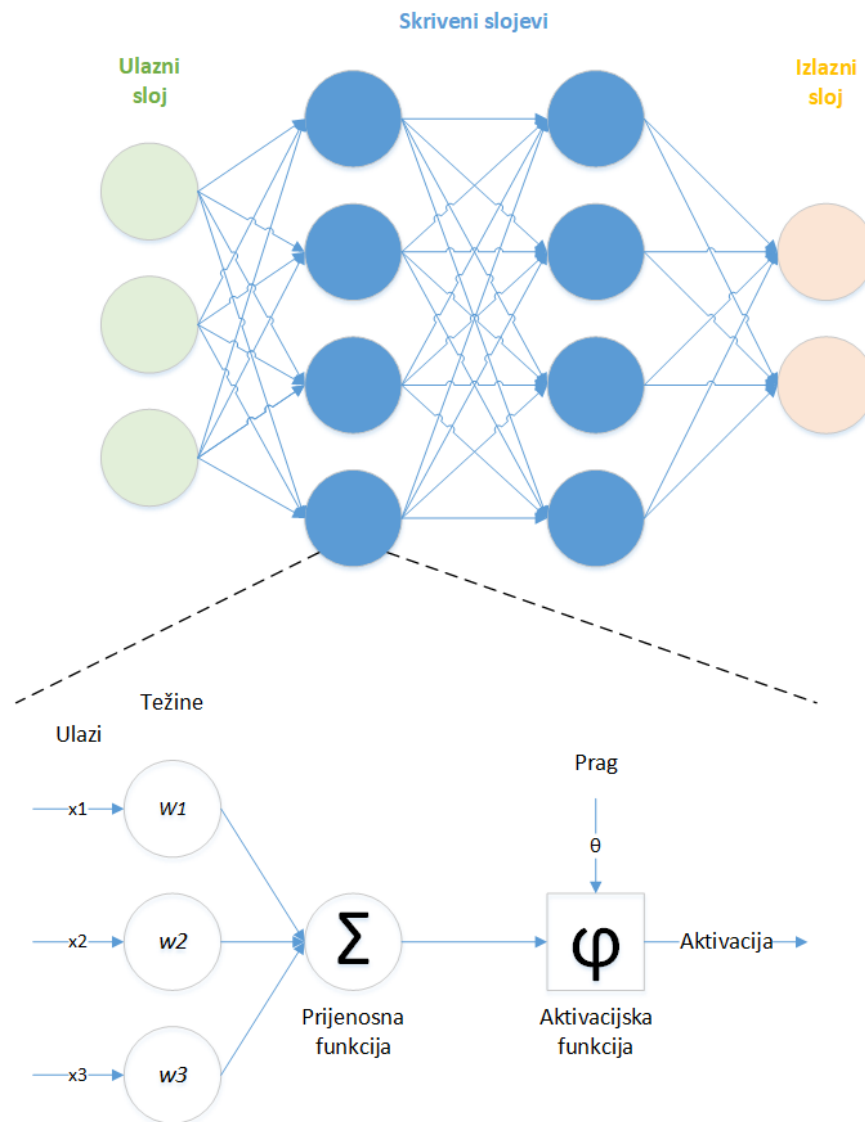 Skriveni slojevi
Ulazni
sloj
Izlazni
sloj
Težine
Ulazi
Prag
x1
W1
θ
x2
w2
Σ
φ
Aktivacija
Prijenosna
funkcija
Aktivacijska
funkcija
x3
w3